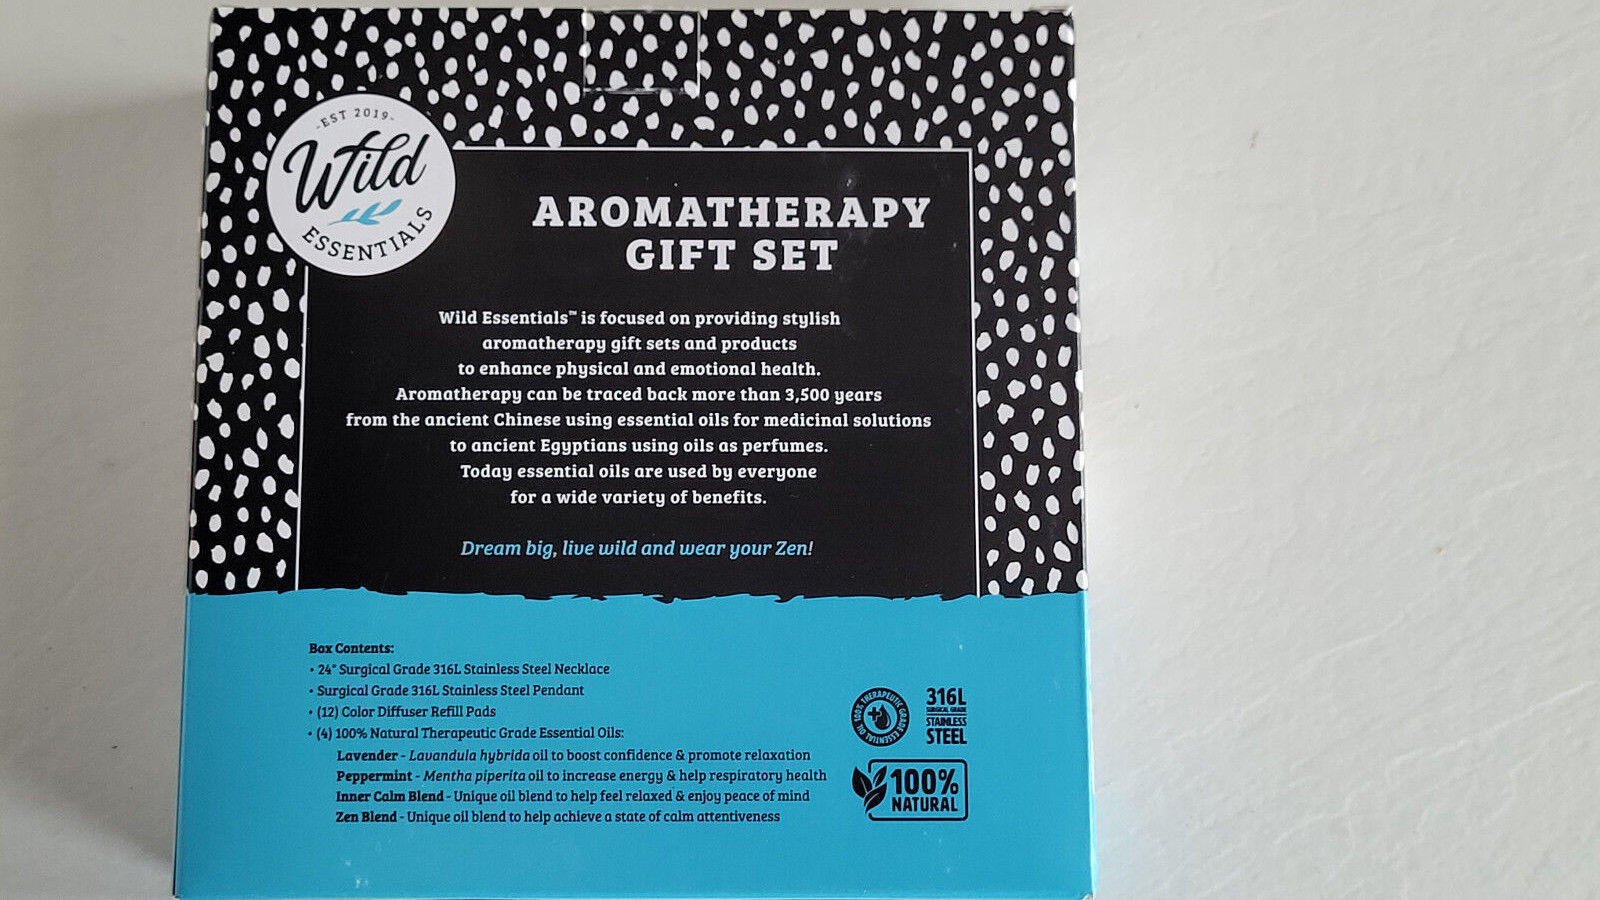 -EST 2019-
Wild
ESSENTIALS
AROMATHERAPY
GIFT SET
Wild Essentials™ is focused on providing stylish
aromatherapy gift sets and products
to enhance physical and emotional health.
Aromatherapy can be traced back more than 3,500 years
from the ancient Chinese using essential oils for medicinal solutions
to ancient Egyptians using oils as perfumes.
Today essential oils are used by everyone
for a wide variety of benefits.
Dream big, live wild and wear your Zen!
Box Contents:
• 24" Surgical Grade 316L Stainless Steel Necklace
• Surgical Grade 316L Stainless Steel Pendant
• (12) Color Diffuser Refill Pads
• (4) 100% Natural Therapeutic Grade Essential Oils:
Lavender - Lavandula hybrida oil to boost confidence & promote relaxation
Peppermint - Mentha piperita oil to increase energy & help respiratory health
Inner Calm Blend - Unique oil blend to help feel relaxed & enjoy peace of mind
Zen Blend - Unique oil blend to help achieve a state of calm attentiveness
100% THERAPEUTIC GRADE ESSENTIAL OIL
316L
SURGICAL GRADE
STAINLESS
STEEL
100%
NATURAL